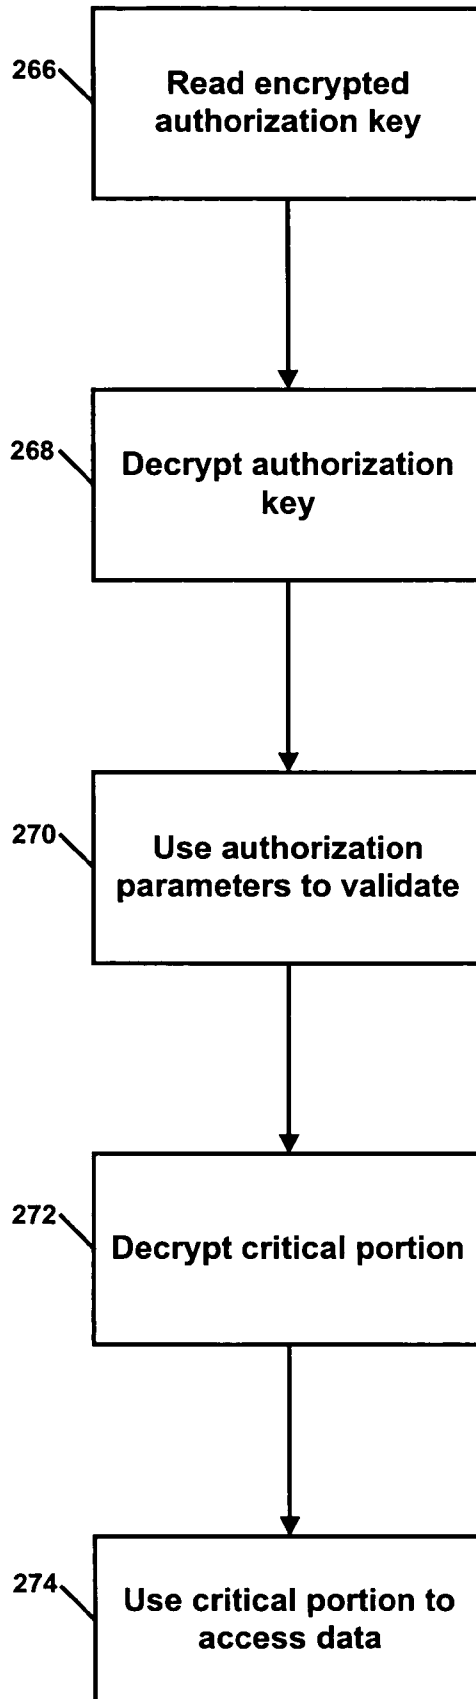 266
Read encrypted
authorization key
268
Decrypt authorization
key
270
Use authorization
parameters to validate
272
Decrypt critical portion
274
Use critical portion to
access data